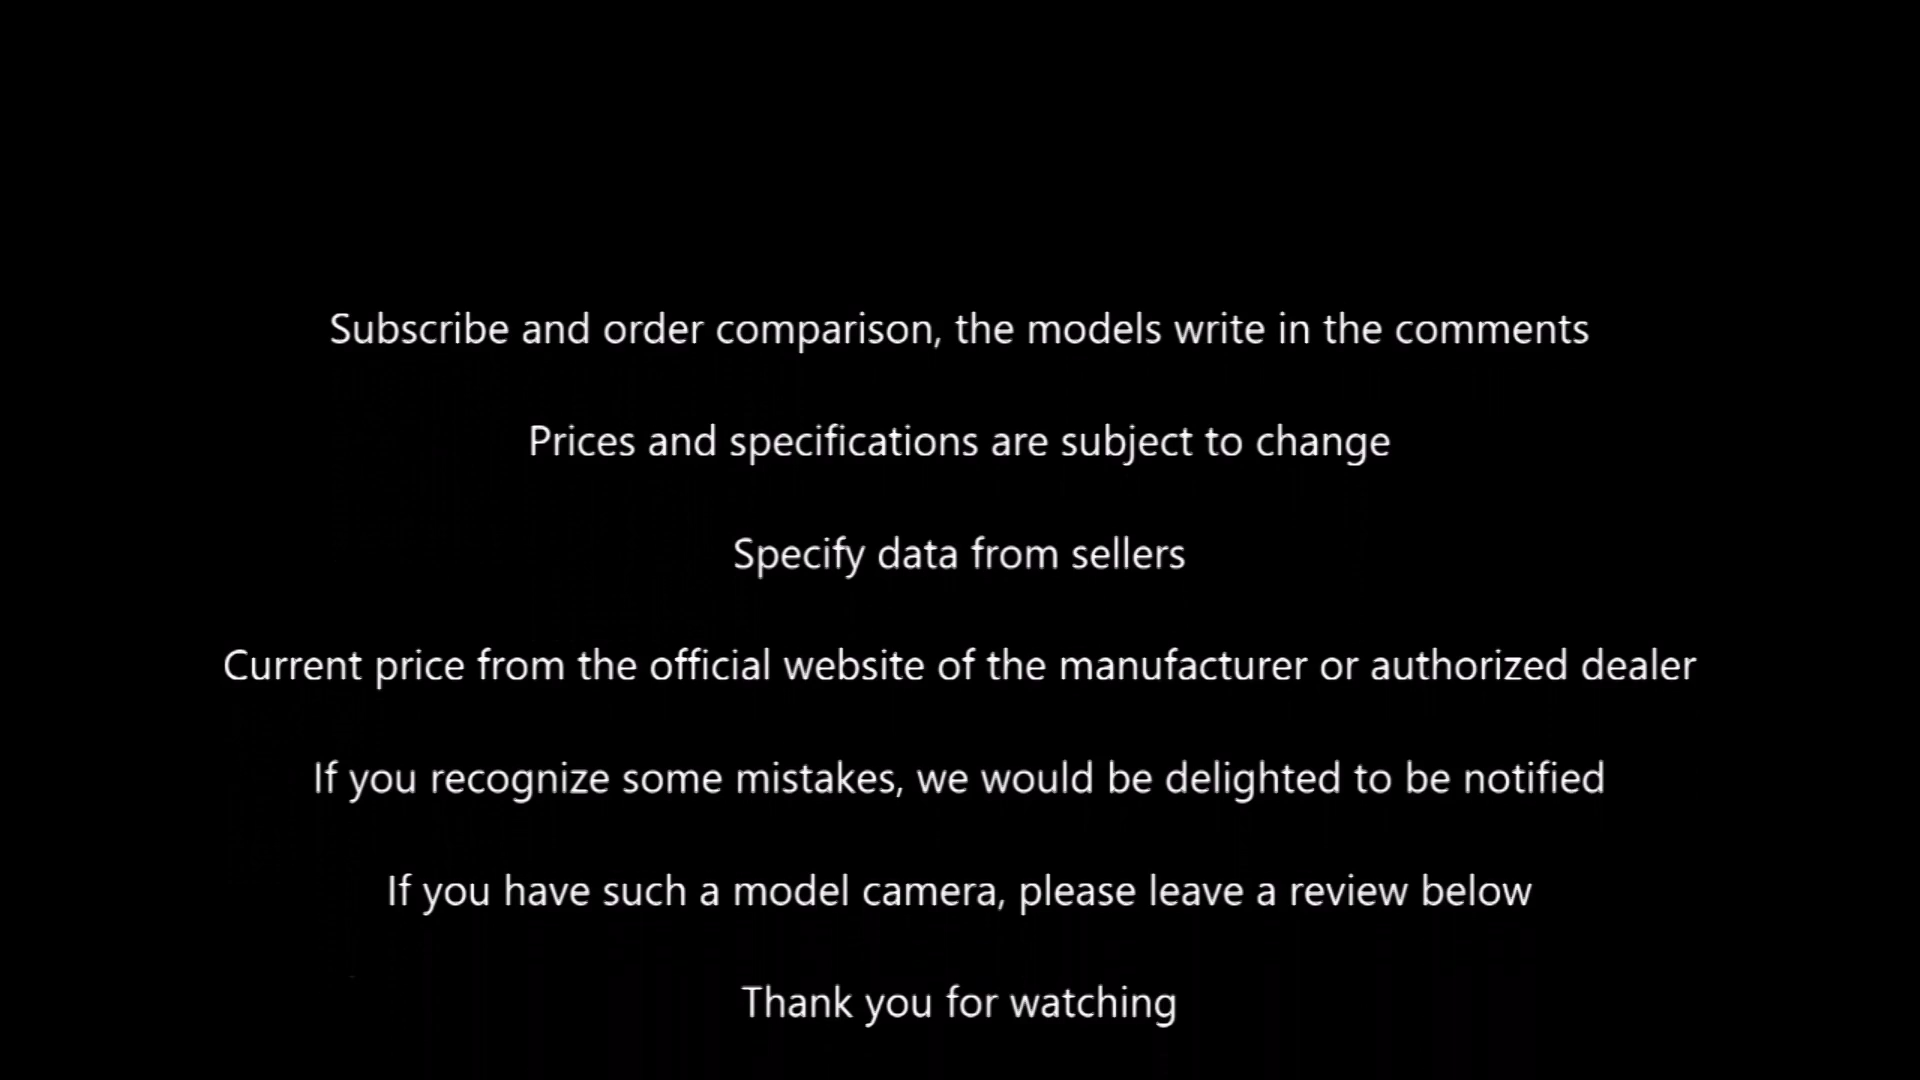 Subscribe and order comparison, the models write in the comments
Prices and specifications are subject to change
Specify data from sellers
Current price from the official website of the manufacturer or authorized dealer
If you recognize some mistakes, we would be delighted to be notified
If you have such a model camera, please leave a review below
Thank you for watching